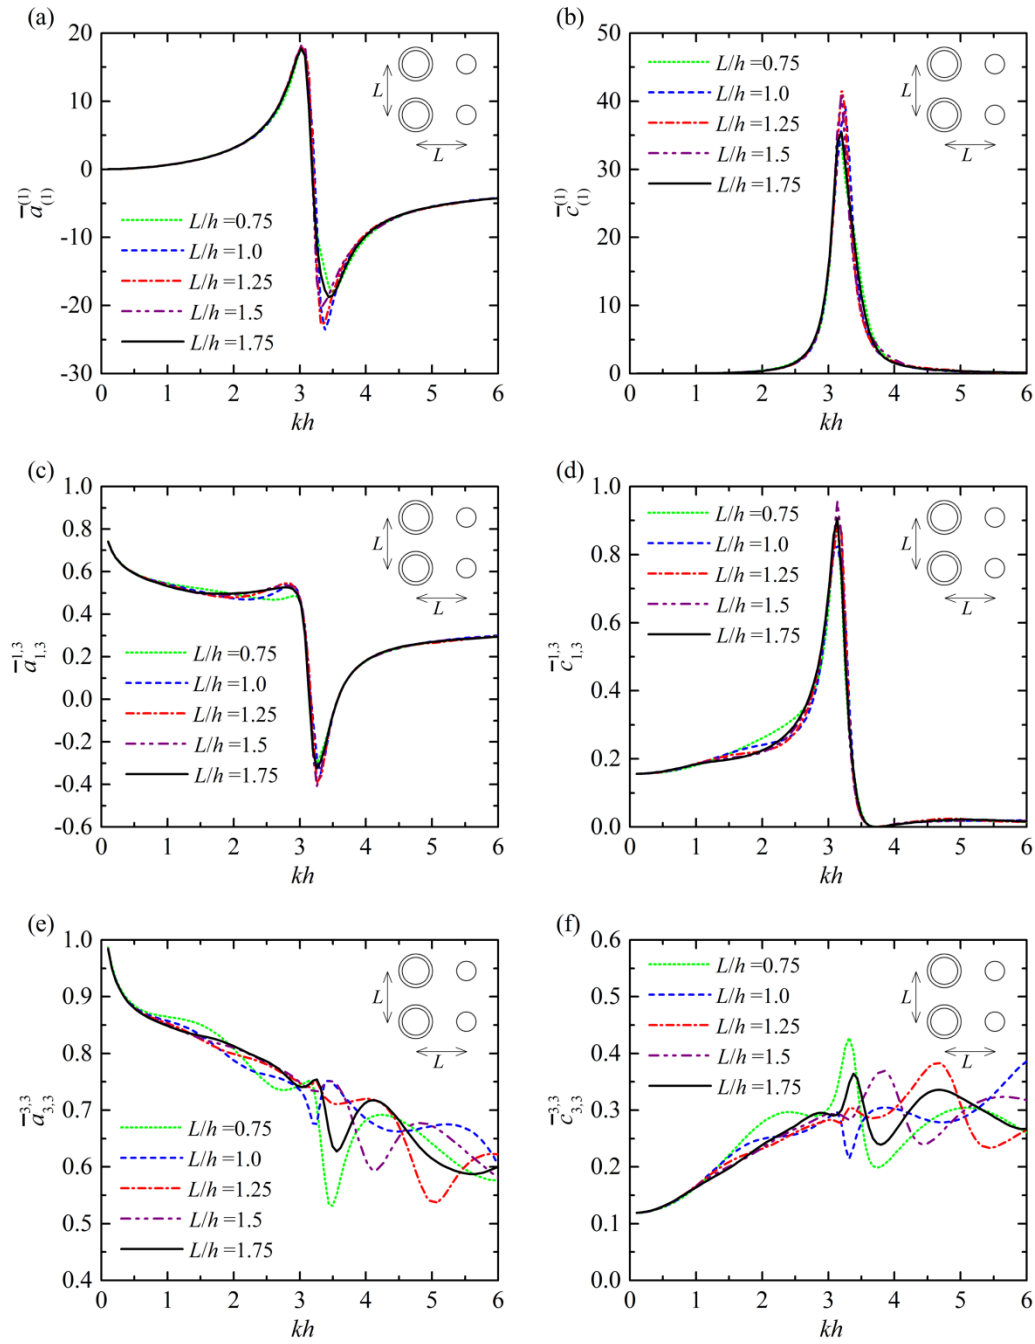 (a)
20
10
0
-10
-20
-30
0 1 2 3 4 5 6
kh
a̅(1)(1)
L
L
L/h =0.75
L/h =1.0
L/h =1.25
L/h =1.5
L/h =1.75
(b)
50
40
30
20
10
0
0 1 2 3 4 5 6
kh
c̅(1)(1)
L/h =0.75
L/h =1.0
L/h =1.25
L/h =1.5
L/h =1.75
L
L
(c)
1.0
0.8
0.6
0.4
0.2
0.0
-0.2
-0.4
-0.6
0 1 2 3 4 5 6
kh
a̅1,31,3
L
L
L/h =0.75
L/h =1.0
L/h =1.25
L/h =1.5
L/h =1.75
(d)
1.0
0.8
0.6
0.4
0.2
0.0
0 1 2 3 4 5 6
kh
c̅1,31,3
L/h =0.75
L/h =1.0
L/h =1.25
L/h =1.5
L/h =1.75
L
L
(e)
1.0
0.9
0.8
0.7
0.6
0.5
0.4
0 1 2 3 4 5 6
kh
a̅3,33,3
L
L
L/h =0.75
L/h =1.0
L/h =1.25
L/h =1.5
L/h =1.75
(f)
0.6
0.5
0.4
0.3
0.2
0.1
0.0
0 1 2 3 4 5 6
kh
c̅3,33,3
L/h =0.75
L/h =1.0
L/h =1.25
L/h =1.5
L/h =1.75
L
L